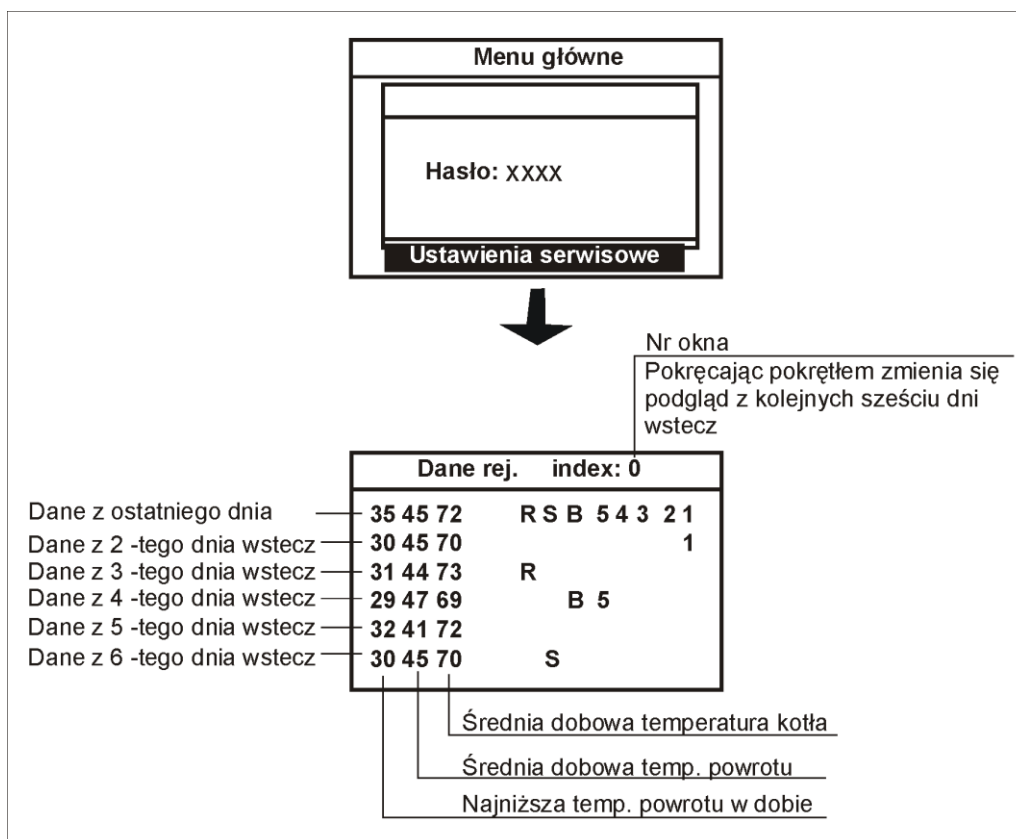 Menu główne
Hasło: xxxx
Ustawienia serwisowe
Nr okna
Pokręcając pokrętłem zmienia się
podgląd z kolejnych sześciu dni
wstecz
Dane rej. index: 0
Dane z ostatniego dnia 35 45 72 R S B 5 4 3 2 1
Dane z 2 -tego dnia wstecz 30 45 70 1
Dane z 3 -tego dnia wstecz 31 44 73 R
Dane z 4 -tego dnia wstecz 29 47 69 B 5
Dane z 5 -tego dnia wstecz 32 41 72
Dane z 6 -tego dnia wstecz 30 45 70 S
Średnia dobowa temperatura kotła
Średnia dobowa temp. powrotu
Najniższa temp. powrotu w dobie